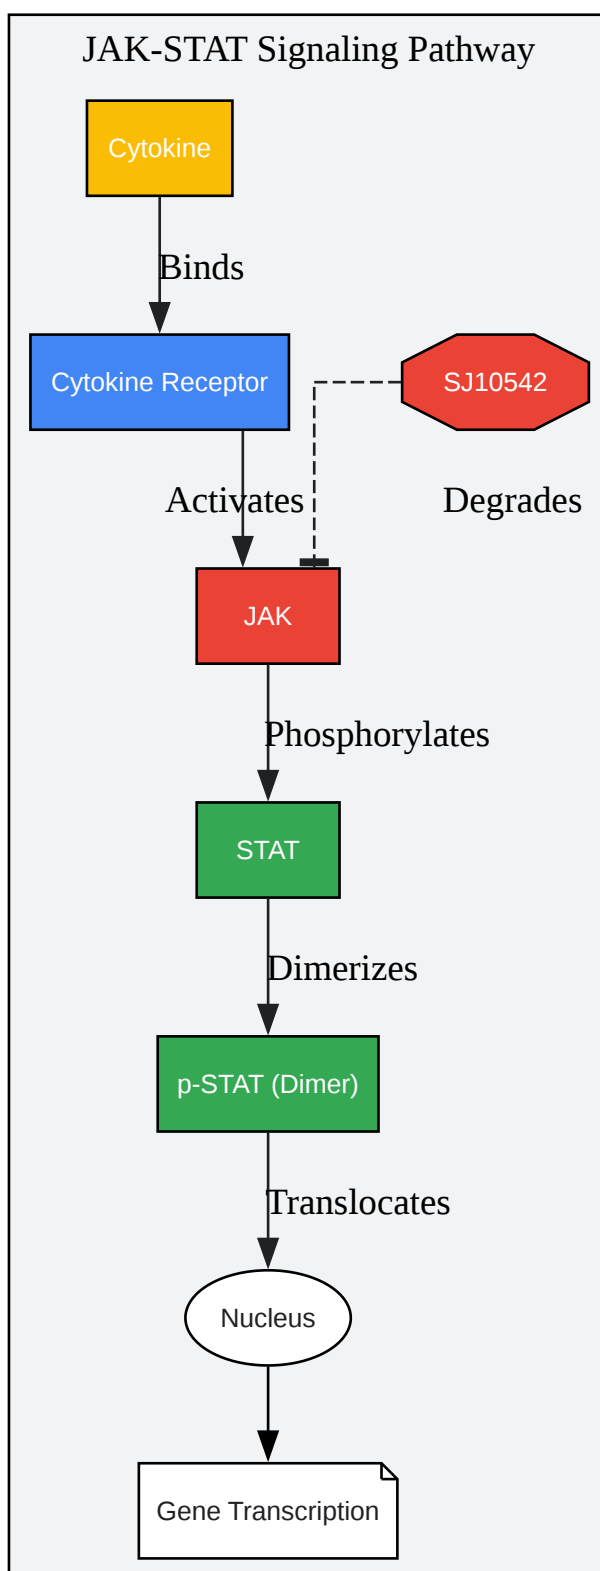 JAK-STAT Signaling Pathway
Cytokine
Binds
Cytokine Receptor
SJ10542
Activates
Degrades
JAK
Phosphorylates
STAT
Dimerizes
p-STAT (Dimer)
Translocates
Nucleus
Gene Transcription